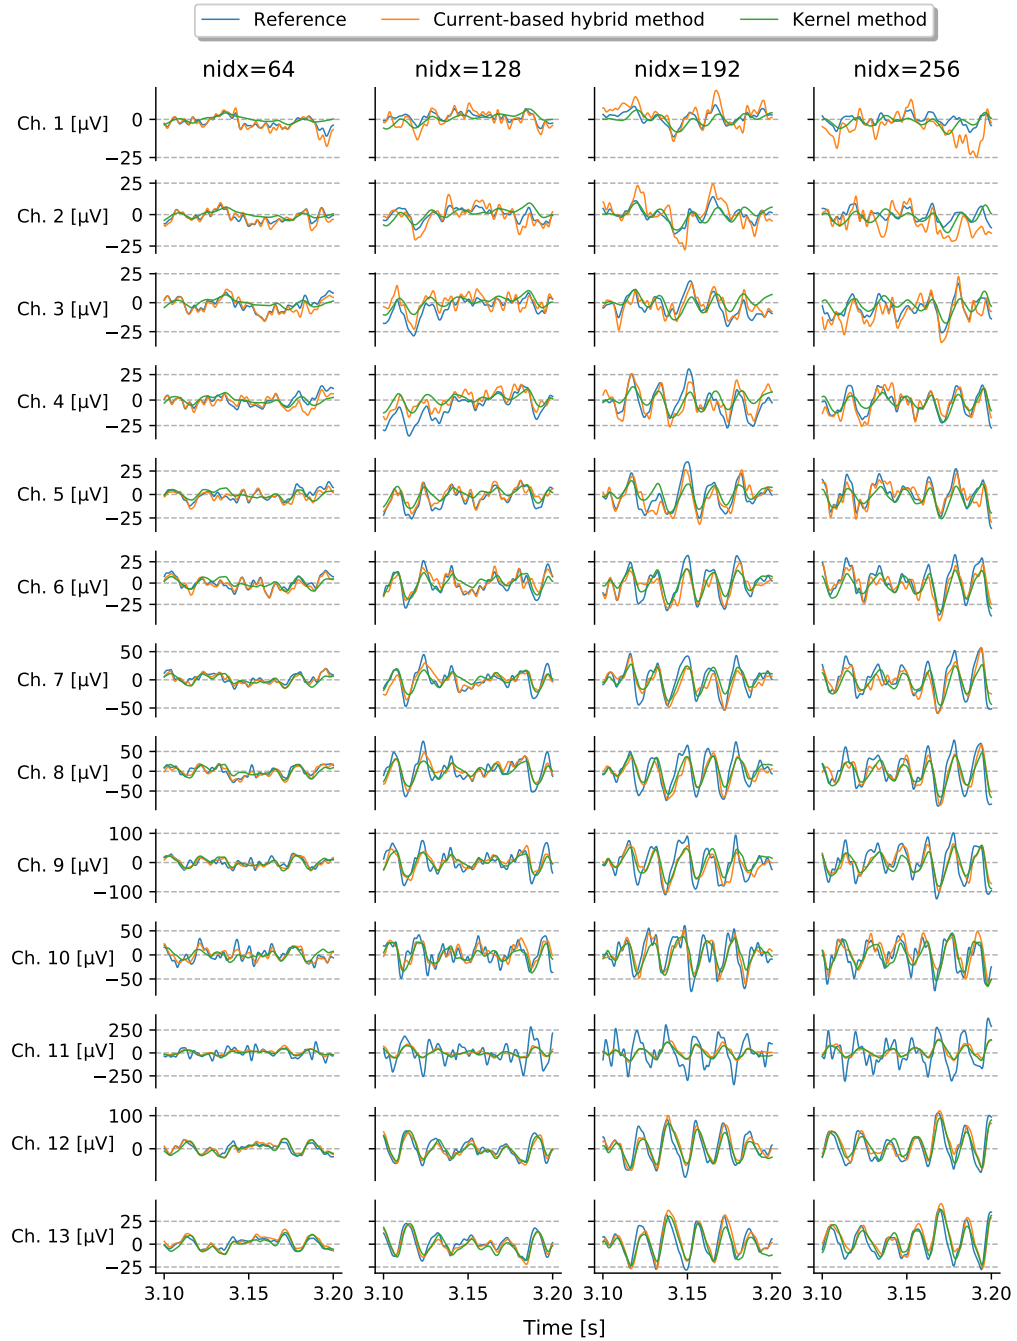 Reference Current-based hybrid method Kernel method
nidx=64 nidx=128 nidx=192 nidx=256
Ch. 1 [µV]
0
−25
Ch. 2 [µV]
25
0
−25
Ch. 3 [µV]
25
0
−25
Ch. 4 [µV]
25
0
−25
Ch. 5 [µV]
25
0
−25
Ch. 6 [µV]
25
0
−25
Ch. 7 [µV]
50
0
−50
Ch. 8 [µV]
50
0
−50
Ch. 9 [µV]
100
0
−100
Ch. 10 [µV]
50
0
−50
Ch. 11 [µV]
250
0
−250
Ch. 12 [µV]
100
0
Ch. 13 [µV]
25
0
−25
3.10 3.15 3.20 3.10 3.15 3.20 3.10 3.15 3.20 3.10 3.15 3.20
Time [s]